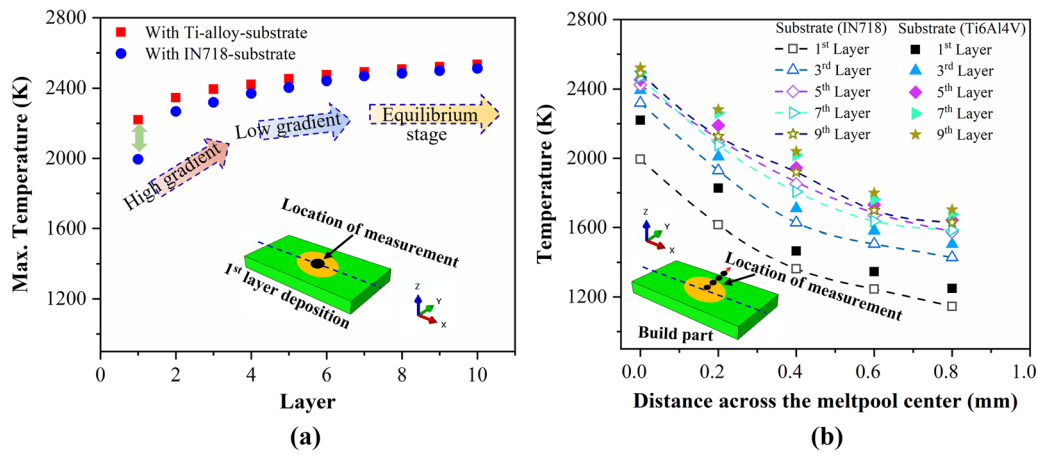 (a)
With Ti-alloy-substrate
With IN718-substrate
High gradient
Low gradient
Equilibrium
stage
Location of measurement
1st layer deposition
Z
Y
X
Max. Temperature (K)
2800
2400
2000
1600
1200
0 2 4 6 8 10
Layer
(a)
(b)
Substrate (IN718) Substrate (Ti6Al4V)
1st Layer 1st Layer
3rd Layer 3rd Layer
5th Layer 5th Layer
7th Layer 7th Layer
9th Layer 9th Layer
Location of
measurement
Build part
Z
Y
X
Temperature (K)
2800
2400
2000
1600
1200
0.0 0.2 0.4 0.6 0.8 1.0
Distance across the meltpool center (mm)
(b)